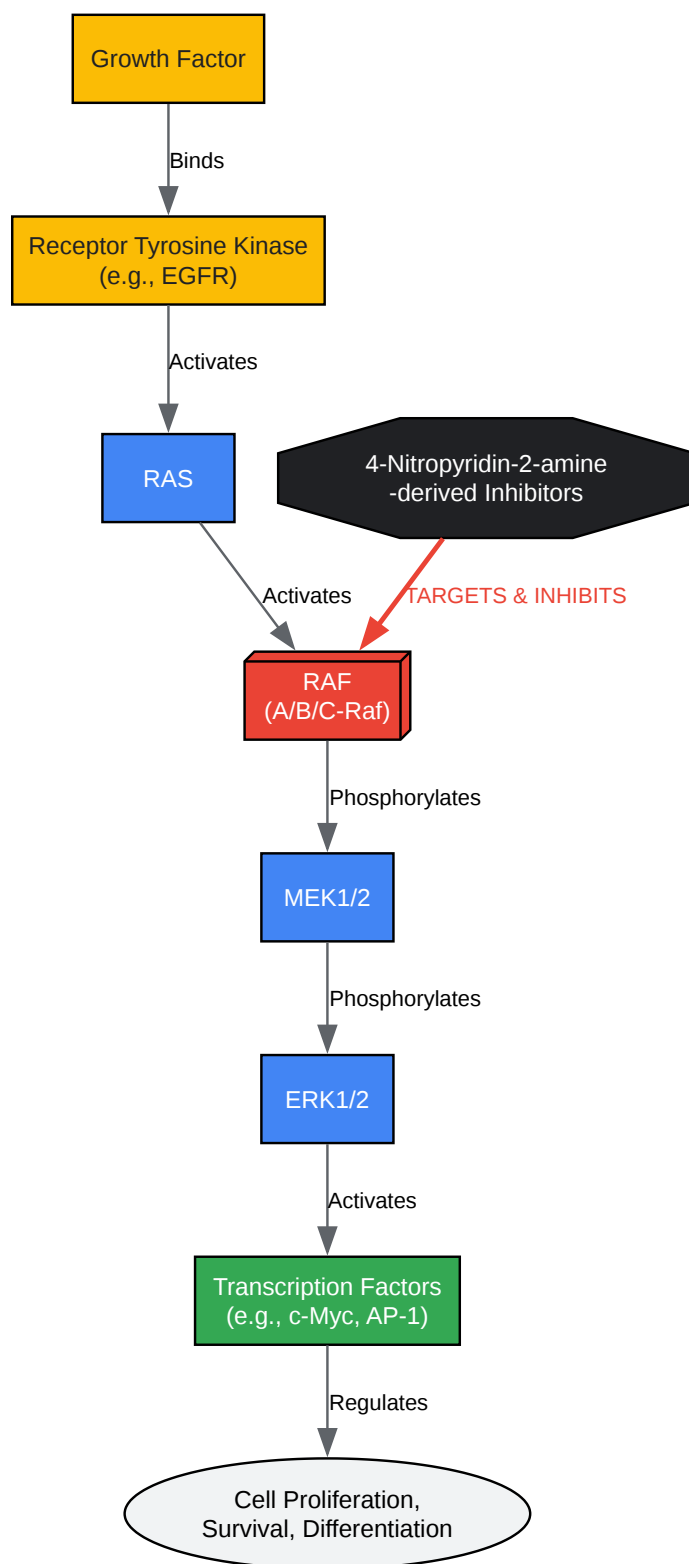 Growth Factor
Binds
Receptor Tyrosine Kinase
(e.g., EGFR)
Activates
RAS
4-Nitropyridin-2-amine
-derived Inhibitors
Activates
TARGETS & INHIBITS
RAF
(A/B/C-Raf)
Phosphorylates
MEK1/2
Phosphorylates
ERK1/2
Activates
Transcription Factors
(e.g., c-Myc, AP-1)
Regulates
Cell Proliferation,
Survival, Differentiation